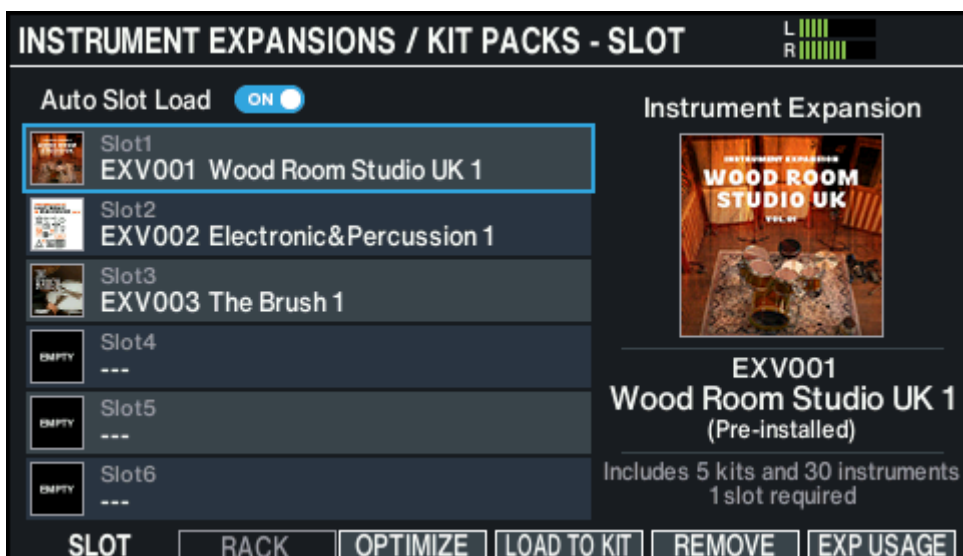 INSTRUMENT EXPANSIONS / KIT PACKS - SLOT
L
R
Auto Slot Load ON
Slot1
EXV001 Wood Room Studio UK 1
Slot2
EXV002 Electronic&Percussion 1
Slot3
EXV003 The Brush 1
EMPTY
Slot4
---
EMPTY
Slot5
---
EMPTY
Slot6
---
Instrument Expansion
INSTRUMENT EXPANSION
WOOD ROOM
STUDIO UK
VOL.01
EXV001
Wood Room Studio UK 1
(Pre-installed)
Includes 5 kits and 30 instruments
1 slot required
SLOT RACK OPTIMIZE LOAD TO KIT REMOVE EXP USAGE